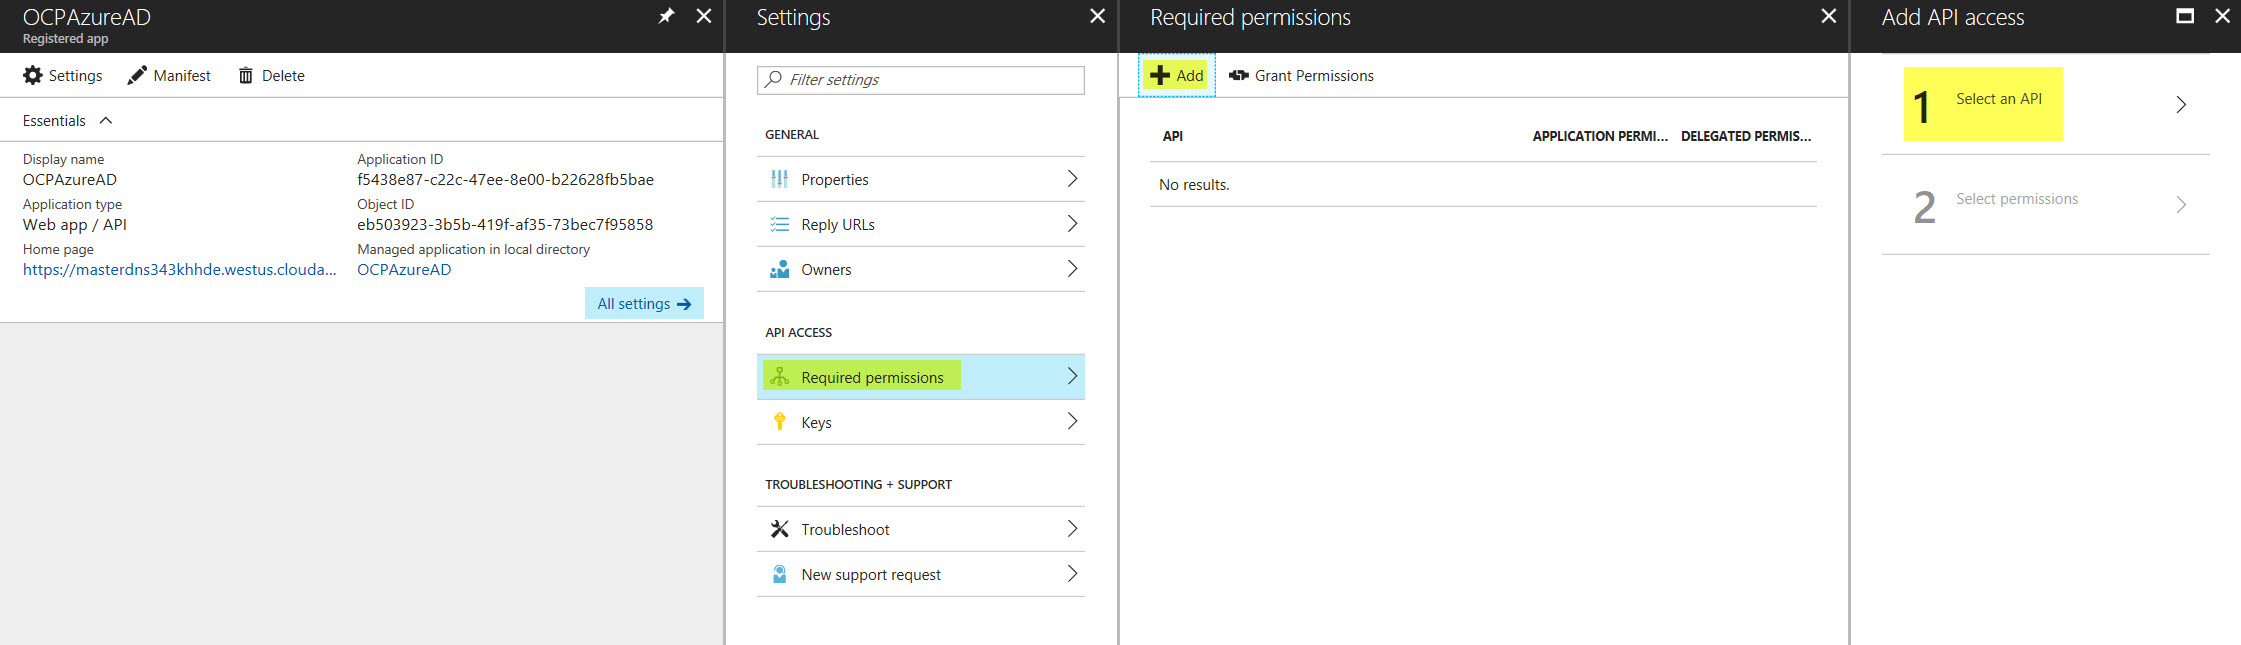 OCPAzureAD
Registered app
Settings
Manifest
Delete
Essentials
Display name
OCPAzureAD
Application type
Web app / API
Home page
https://masterdns343khhde.westus.clouda...
Application ID
f5438e87-c22c-47ee-8e00-b22628fb5bae
Object ID
eb503923-3b5b-419f-af35-73bec7f95858
Managed application in local directory
OCPAzureAD
All settings
Settings
Filter settings
GENERAL
Properties
Reply URLs
Owners
API ACCESS
Required permissions
Keys
TROUBLESHOOTING + SUPPORT
Troubleshoot
New support request
Required permissions
Add
Grant Permissions
API
APPLICATION PERMI...
DELEGATED PERMIS...
No results.
Add API access
1 Select an API
2 Select permissions